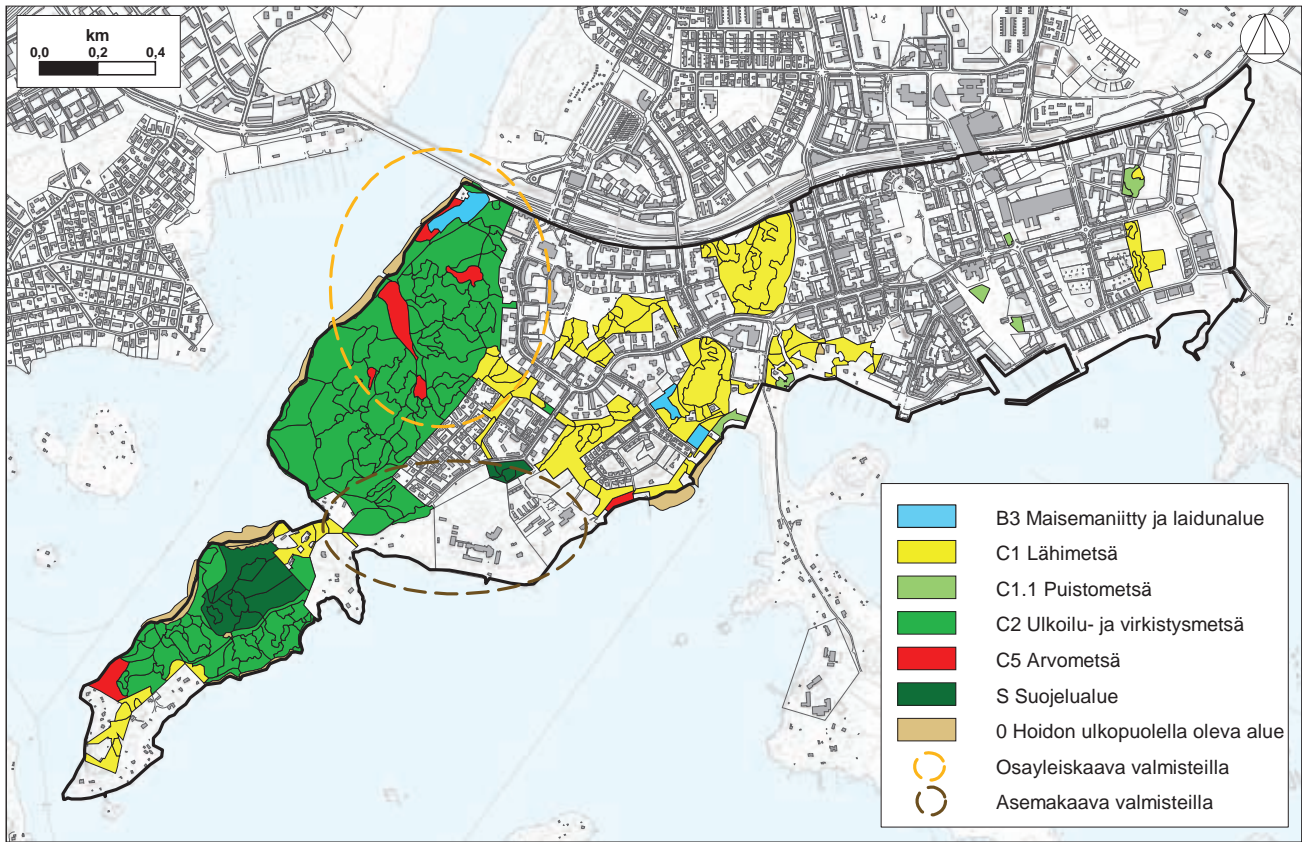 km
0,0 0,2 0,4
B3 Maisemaniitty ja laidunalue
C1 Lähimetsä
C1.1 Puistometsä
C2 Ulkoilu- ja virkistysmetsä
C5 Arvometsä
S Suojelualue
0 Hoidon ulkopuolella oleva alue
Osayleiskaava valmisteilla
Asemakaava valmisteilla